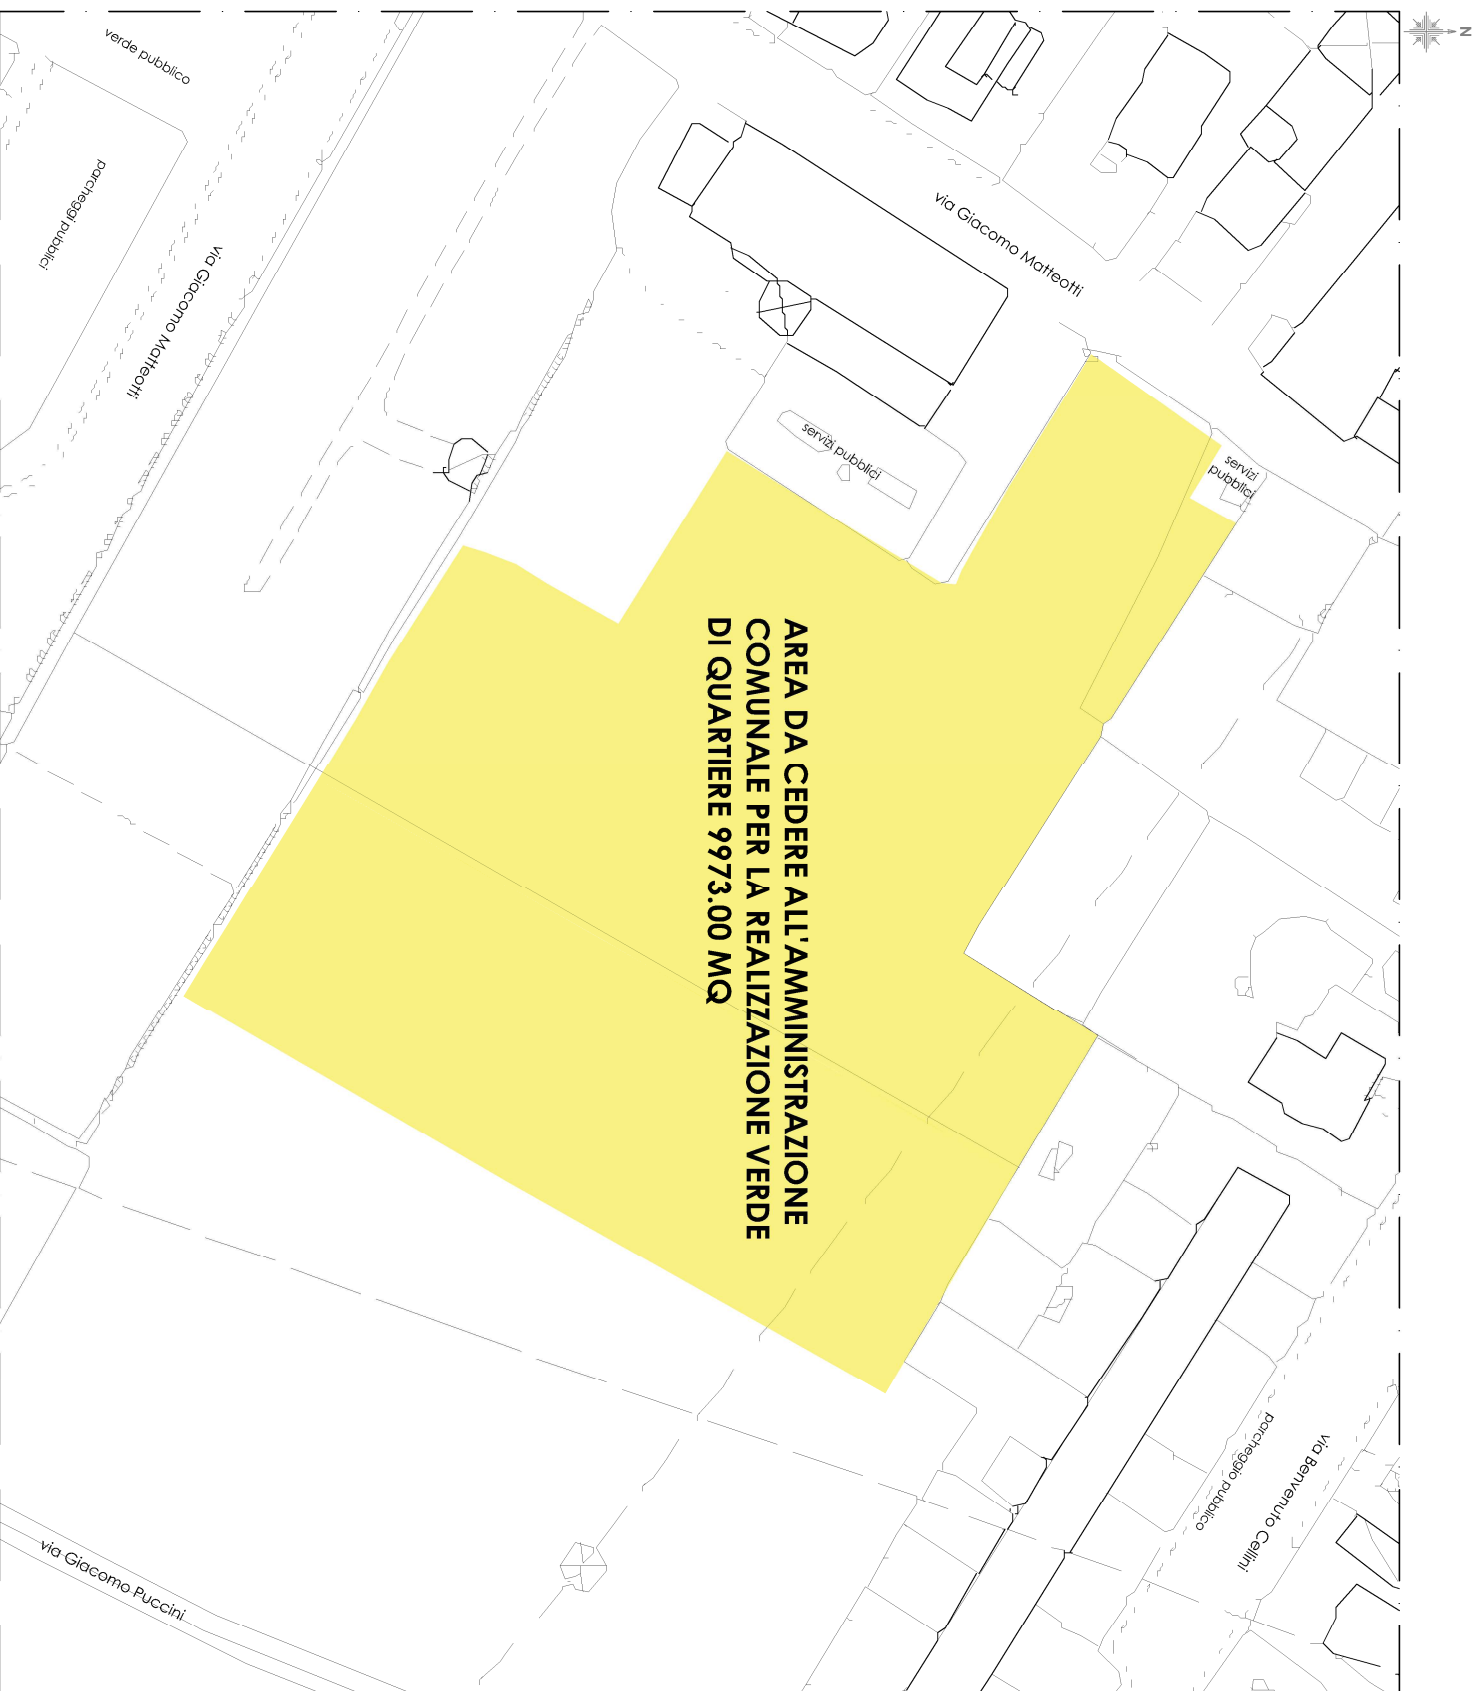 N
verde pubblico
parcheggi pubblici
via Giacomo Matteotti
via Giacomo Matteotti
servizi pubblici
servizi
pubblici
AREA DA CEDERE ALL'AMMINISTRAZIONE
COMUNALE PER LA REALIZZAZIONE VERDE
DI QUARTIERE 9973.00 MQ
parcheggio pubblico
via Benvenuto Cellini
via Giacomo Puccini